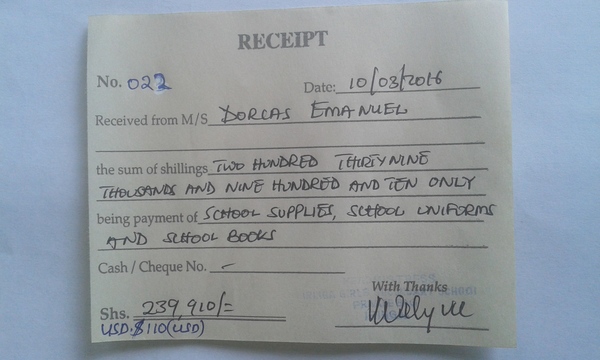 RECEIPT
No. 022 Date: 10/03/2016
Received from M/S DORCAS EMANUEL
the sum of shillings TWO HUNDRED THIRTYNINE
THOUSANDS AND NINE HUNDRED AND TEN ONLY
being payment of SCHOOL SUPPLIES, SCHOOL UNIFORMS
AND SCHOOL BOOKS
Cash / Cheque No. -
With Thanks
Shs. 239,910/=
USD.$110(USD)